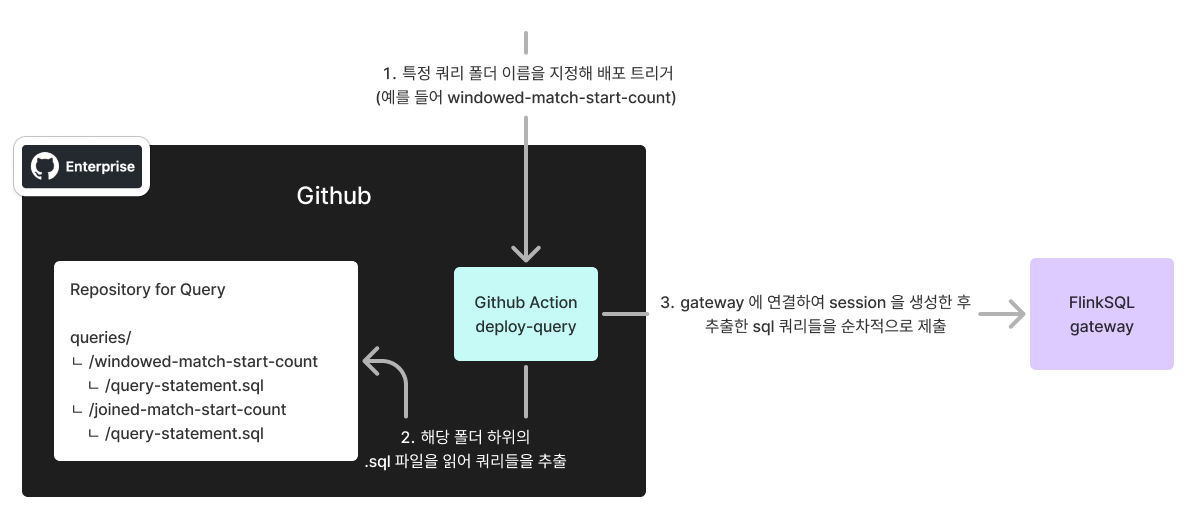 1. 특정 쿼리 폴더 이름을 지정해 배포 트리거
(예를 들어 windowed-match-start-count)
Enterprise
Github
Repository for Query
queries/
ㄴ /windowed-match-start-count
ㄴ /query-statement.sql
ㄴ /joined-match-start-count
ㄴ /query-statement.sql
Github Action
deploy-query
2. 해당 폴더 하위의
.sql 파일을 읽어 쿼리들을 추출
3. gateway 에 연결하여 session 을 생성한 후
추출한 sql 쿼리들을 순차적으로 제출
FlinkSQL
gateway